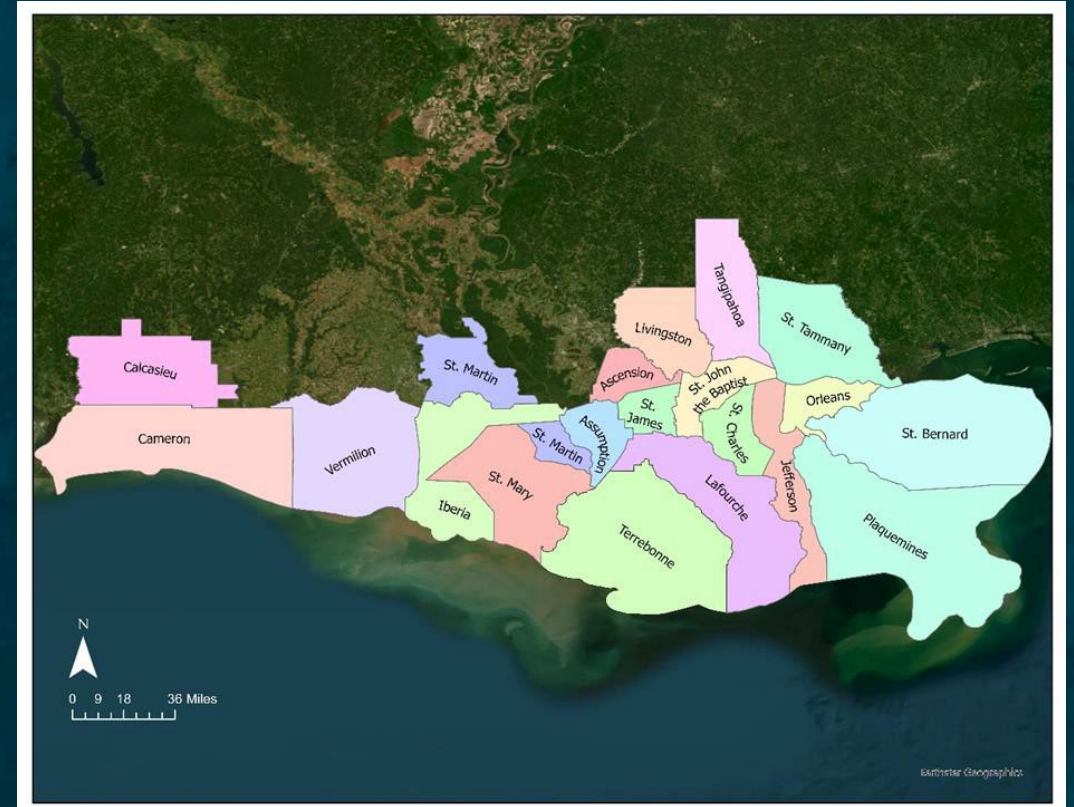 Tangipahoa
Livingston
St. Tammany
Calcasieu
St. Martin
Ascension
St. John
the Baptist
Orleans
St.
James
St. Charles
Cameron
Vermilion
St. Martin
Assumption
St. Bernard
St. Mary
Jefferson
Iberia
Lafourche
Plaquemines
Terrebonne
N
0 9 18 36 Miles
Earthstar Geographics